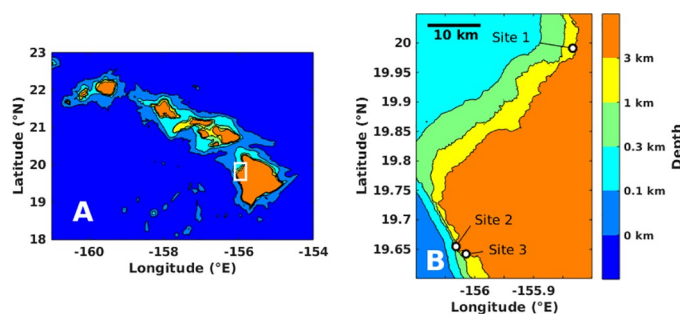 23
22
21
20
19
18
Latitude (°N)
A
-160
-158
-156
-154
Longitude (°E)
10 km
Site 1
20
19.95
19.9
19.85
19.8
19.75
19.7
19.65
Latitude (°N)
Site 2
Site 3
B
-156
-155.9
Longitude (°E)
3 km
1 km
0.3 km
0.1 km
0 km
Depth